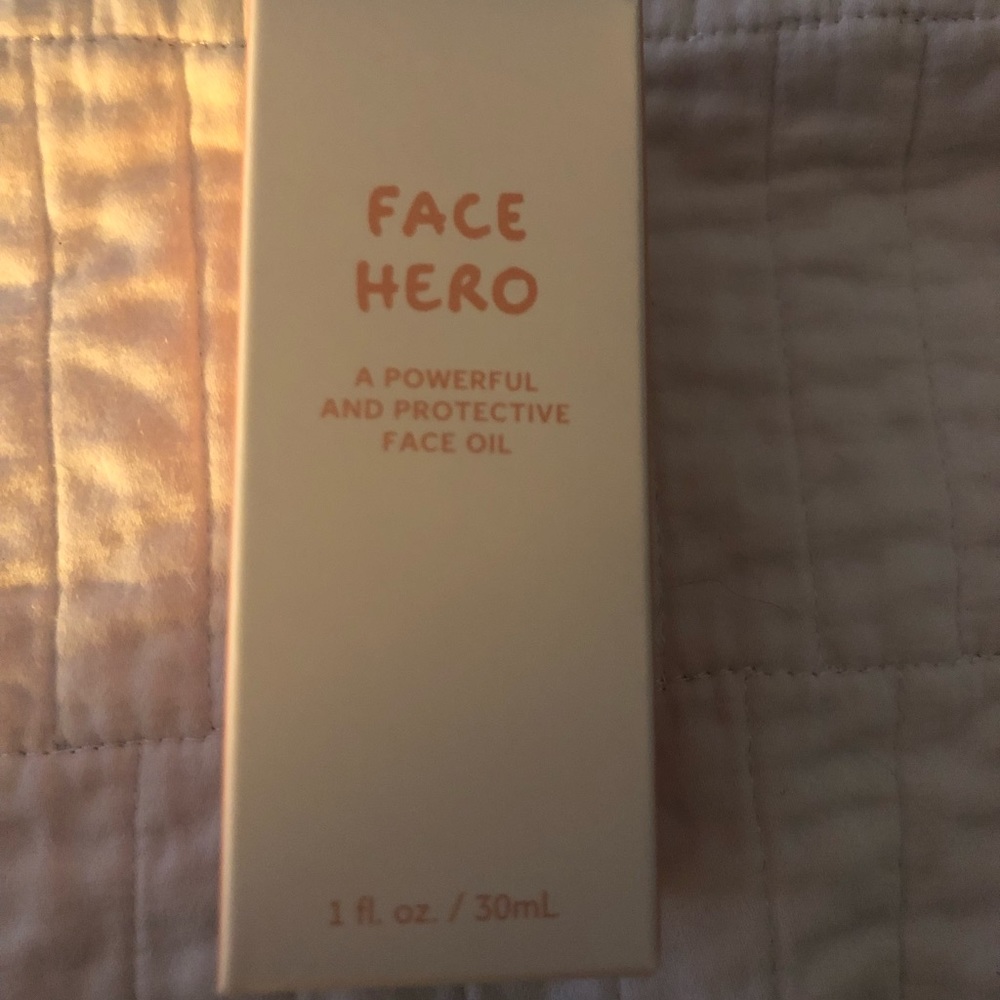 FACE
HERO
A POWERFUL
AND PROTECTIVE
FACE OIL
1 fl. oz. / 30mL